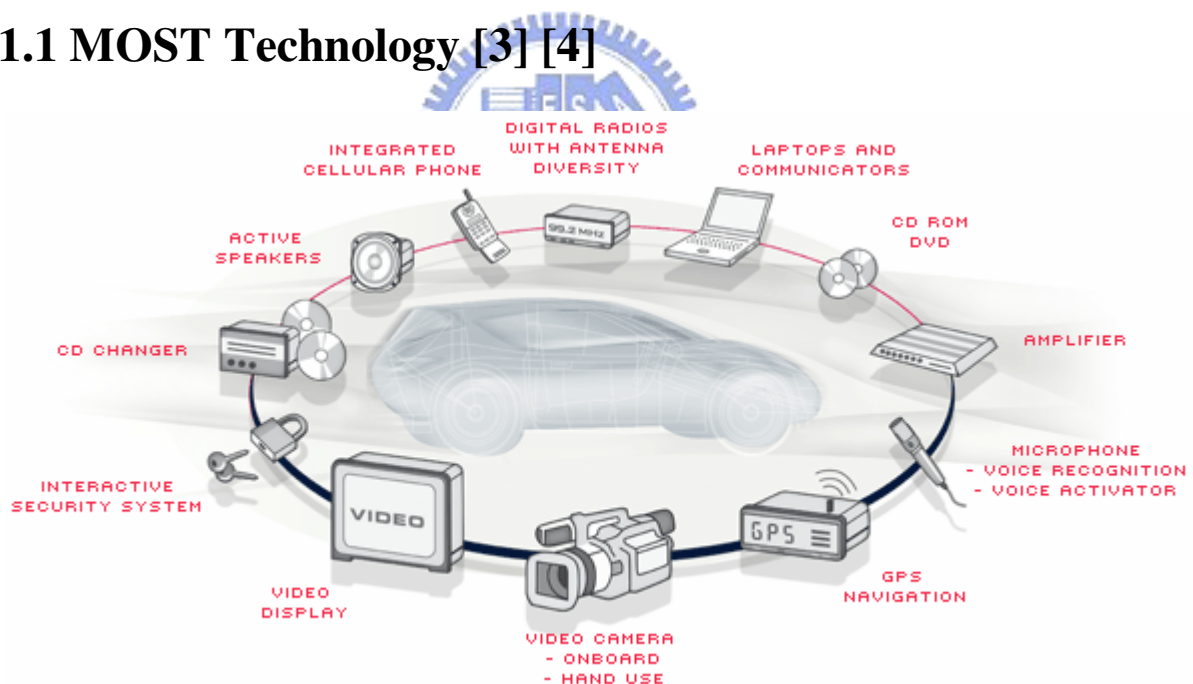 1.1 MOST Technology [3] [4]
DIGITAL RADIOS
WITH ANTENNA
DIVERSITY
INTEGRATED
CELLULAR PHONE
LAPTOPS AND
COMMUNICATORS
99.2 MHZ
CD ROM
DVD
ACTIVE
SPEAKERS
CD CHANGER
AMPLIFIER
MICROPHONE
- VOICE RECOGNITION
- VOICE ACTIVATOR
INTERACTIVE
SECURITY SYSTEM
VIDEO
GPS
GPS
NAVIGATION
VIDEO
DISPLAY
VIDEO CAMERA
- ONBOARD
- HAND USE